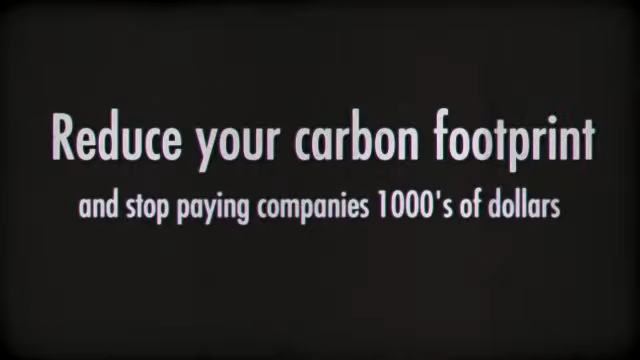 Reduce your carbon footprint
and stop paying companies 1000's of dollars